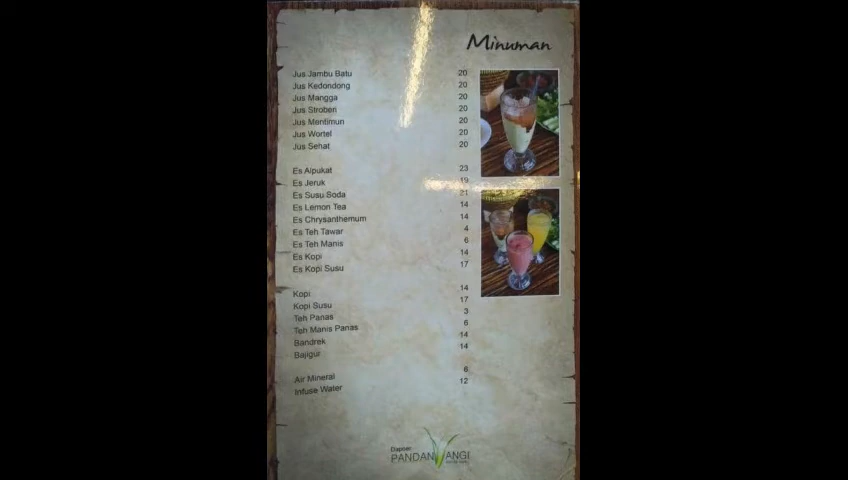 Minuman
Jus Jambu Batu 20
Jus Kedondong 20
Jus Mangga 20
Jus Stroberi 20
Jus Mentimun 20
Jus Wortel 20
Jus Sehat 20
Es Alpukat 23
Es Jeruk 19
Es Susu Soda 21
Es Lemon Tea 14
Es Chrysanthemum 14
Es Teh Tawar 4
Es Teh Manis 6
Es Kopi 14
Es Kopi Susu 17
Kopi 14
Kopi Susu 17
Teh Panas 3
Teh Manis Panas 6
Bandrek 14
Bajigur 14
Air Mineral 6
Infuse Water 12
Dapoer
PANDAN WANGI